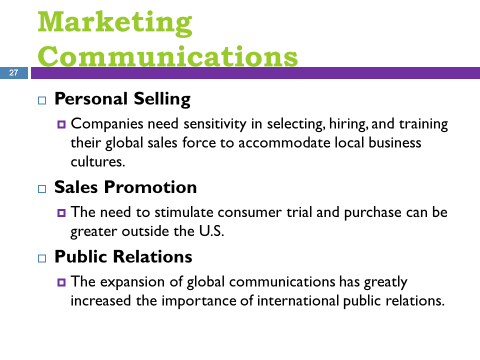 Marketing
Communications
27
Personal Selling
Companies need sensitivity in selecting, hiring, and training
their global sales force to accommodate local business
cultures.
Sales Promotion
The need to stimulate consumer trial and purchase can be
greater outside the U.S.
Public Relations
The expansion of global communications has greatly
increased the importance of international public relations.